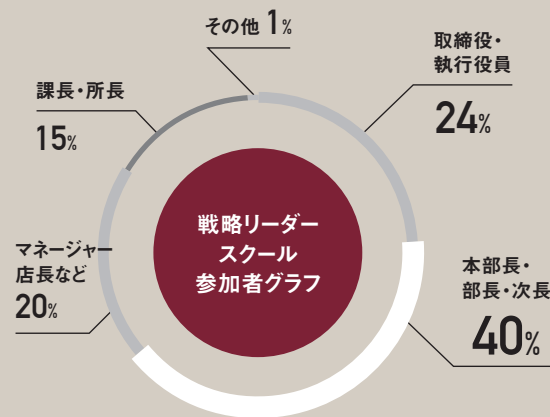 その他 1%
取締役・
執行役員
24%
課長・所長
15%
戦略リーダー
スクール
参加者グラフ
マネージャー
店長など
20%
本部長・
部長・次長
40%